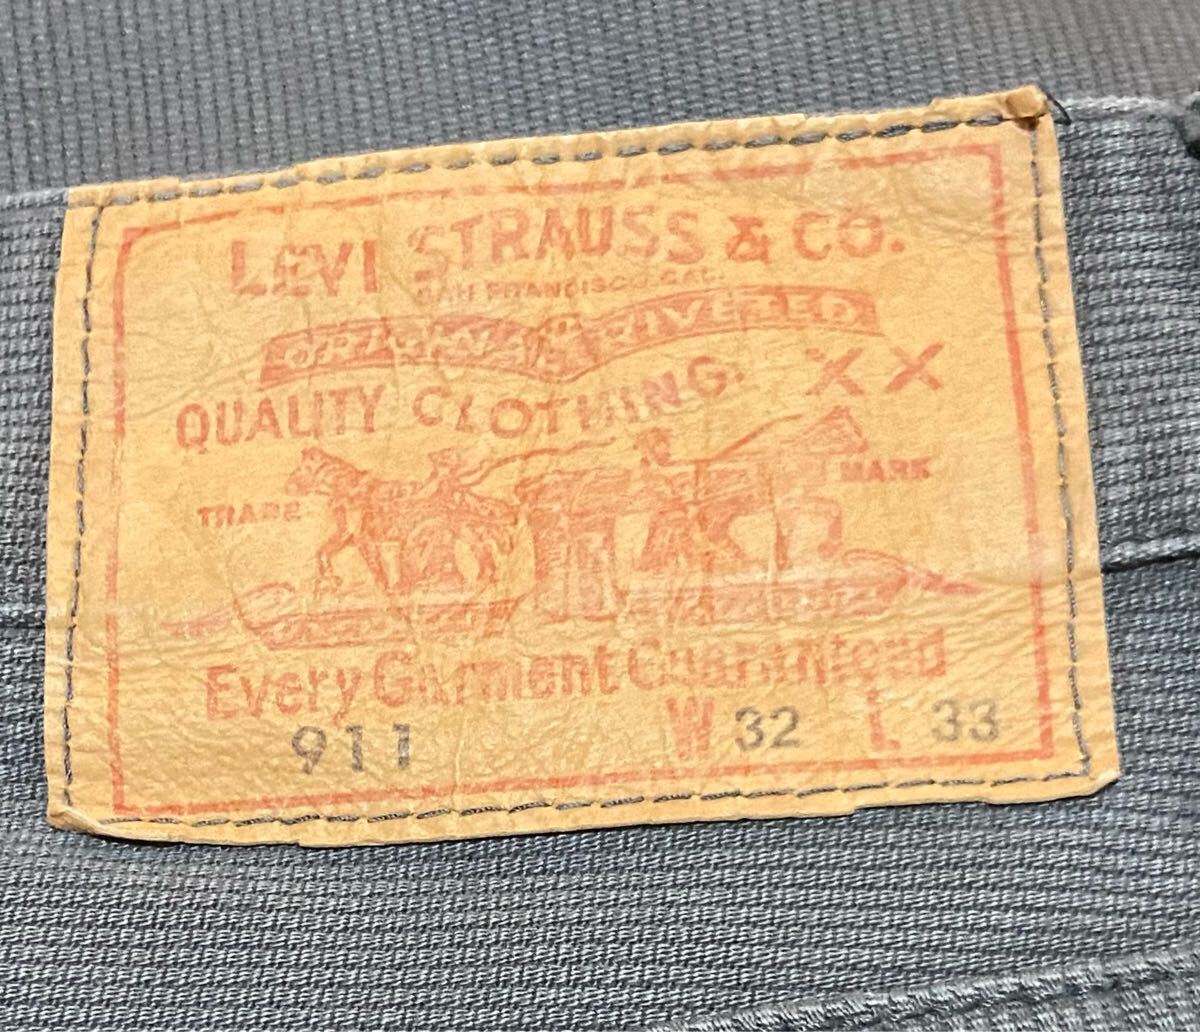 LEVI STRAUSS & CO.
SAN FRANCISCO, CAL.
ORIGINAL RIVETED
QUALITY CLOTHING. XX
TRADE MARK
Every Garment Guaranteed
911 W 32 L 33